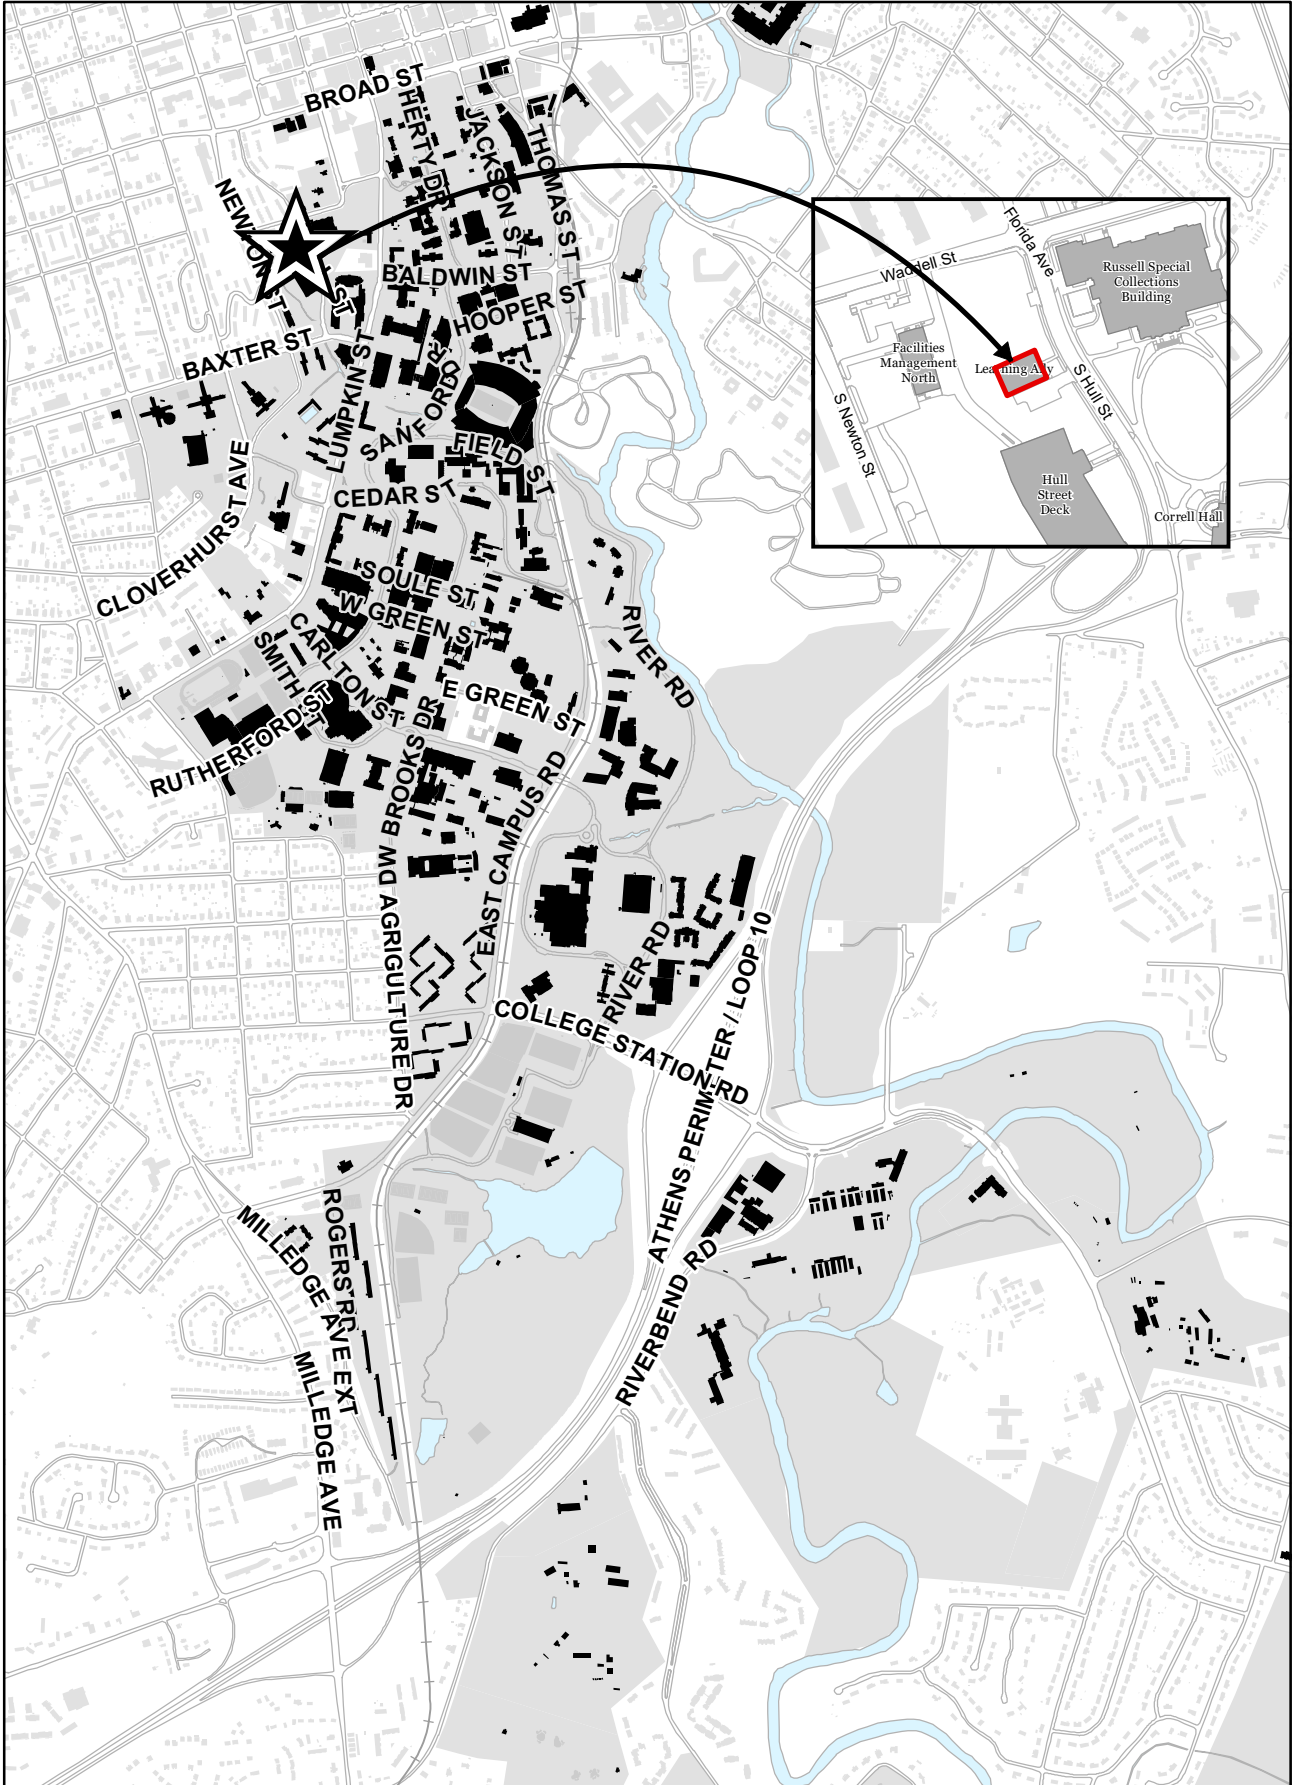 BROAD ST
HERTY DR
JACKSON ST
THOMAS ST
NEWTON ST
ST
BALDWIN ST
HOOPER ST
BAXTER ST
LUMPKIN ST
SANFORD DR
FIELD ST
CEDAR ST
CLOVERHURST AVE
SOULE ST
W GREEN ST
CARLTON ST
SMITH ST
RUTHERFORD ST
E GREEN ST
RIVER RD
EAST CAMPUS RD
DW BROOKS DR
AGRIGULTURE DR
RIVER RD
COLLEGE STATION RD
ATHENS PERIMETER / LOOP 10
RIVERBEND RD
ROGERS RD
MILLEDGE AVE EXT
MILLEDGE AVE
Florida Ave
Waddell St
Russell Special
Collections
Building
Facilities
Management
North
Learning Ally
S Hull St
S Newton St
Hull
Street
Deck
Correll Hall